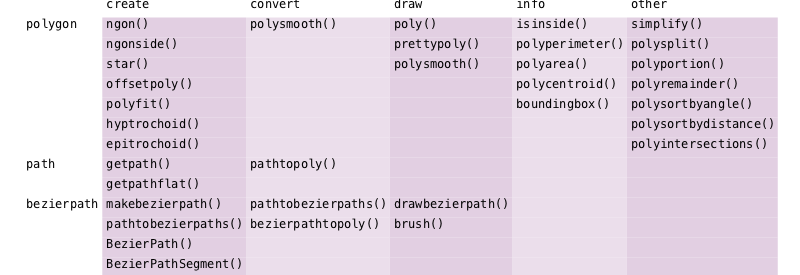 create convert draw info other
polygon ngon() polysmooth() poly() isinside() simplify()
ngonside() prettypoly() polyperimeter() polysplit()
star() polysmooth() polyarea() polyportion()
offsetpoly() polycentroid() polyremainder()
polyfit() boundingbox() polysortbyangle()
hyptrochoid() polysortbydistance()
epitrochoid() polyintersections()
path getpath() pathtopoly()
getpathflat()
bezierpath makebezierpath() pathtobezierpaths() drawbezierpath()
pathtobezierpaths() bezierpathtopoly() brush()
BezierPath()
BezierPathSegment()